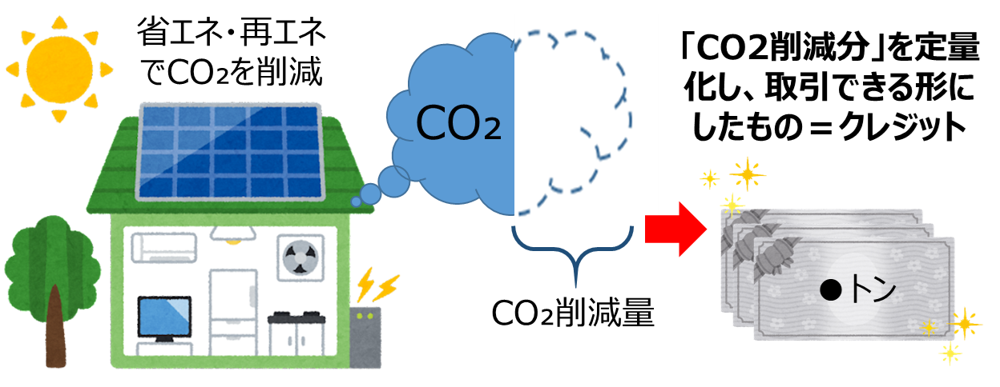 省エネ・再エネ
でCO₂を削減
CO₂
CO₂削減量
「CO2削減分」を定量
化し、取引できる形に
したもの＝クレジット
●トン